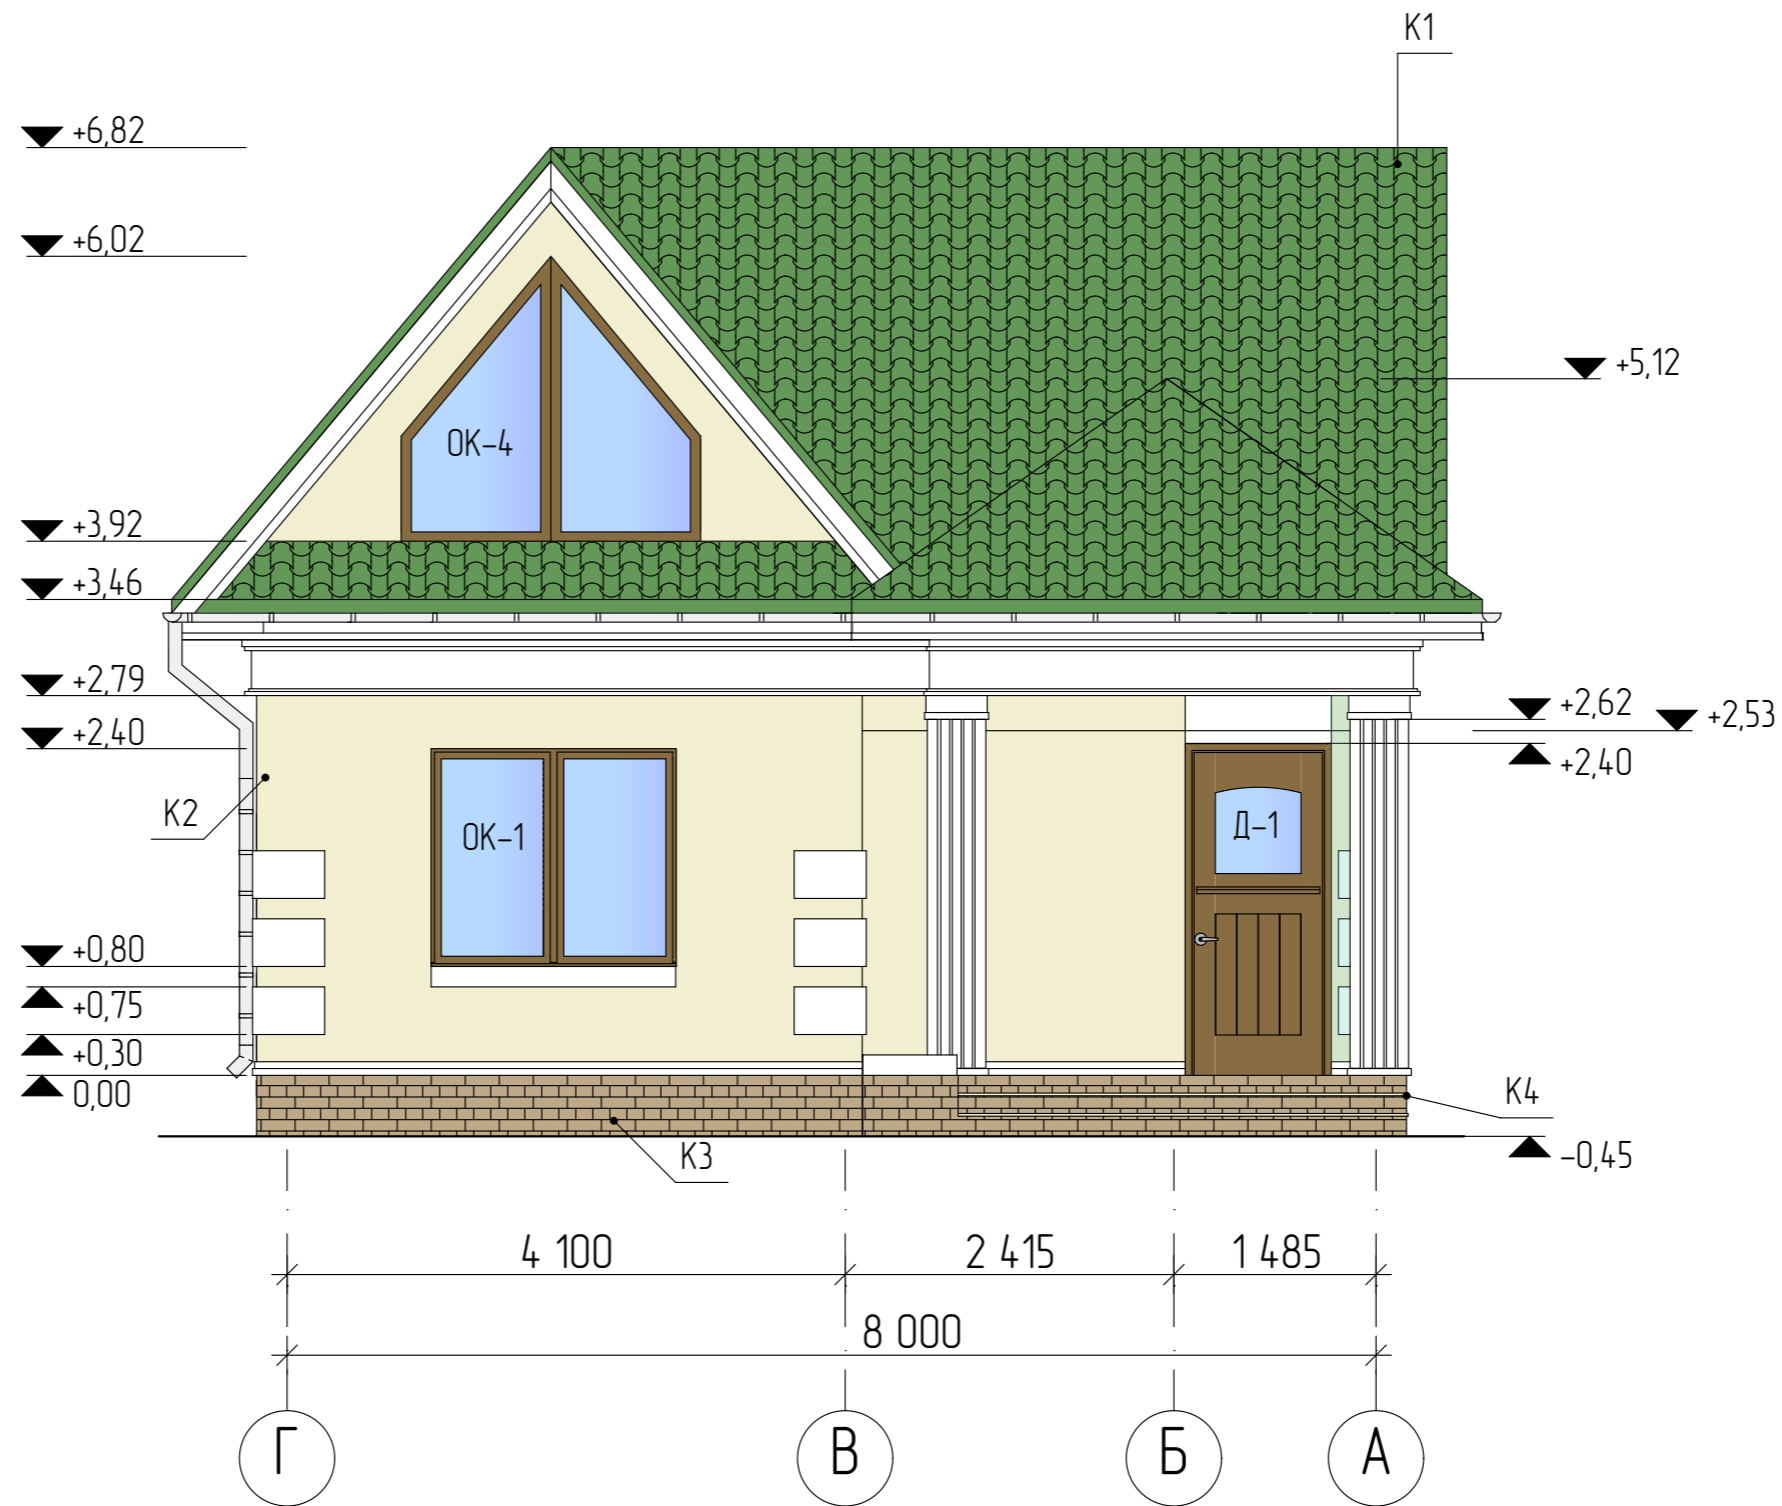 К1
+6,82
+6,02
+5,12
ОК-4
+3,92
+3,46
+2,79
+2,62
+2,53
+2,40
+2,40
К2
ОК-1
Д-1
+0,80
+0,75
+0,30
0,00
К4
К3
-0,45
4 100
2 415
1 485
8 000
Г
В
Б
А